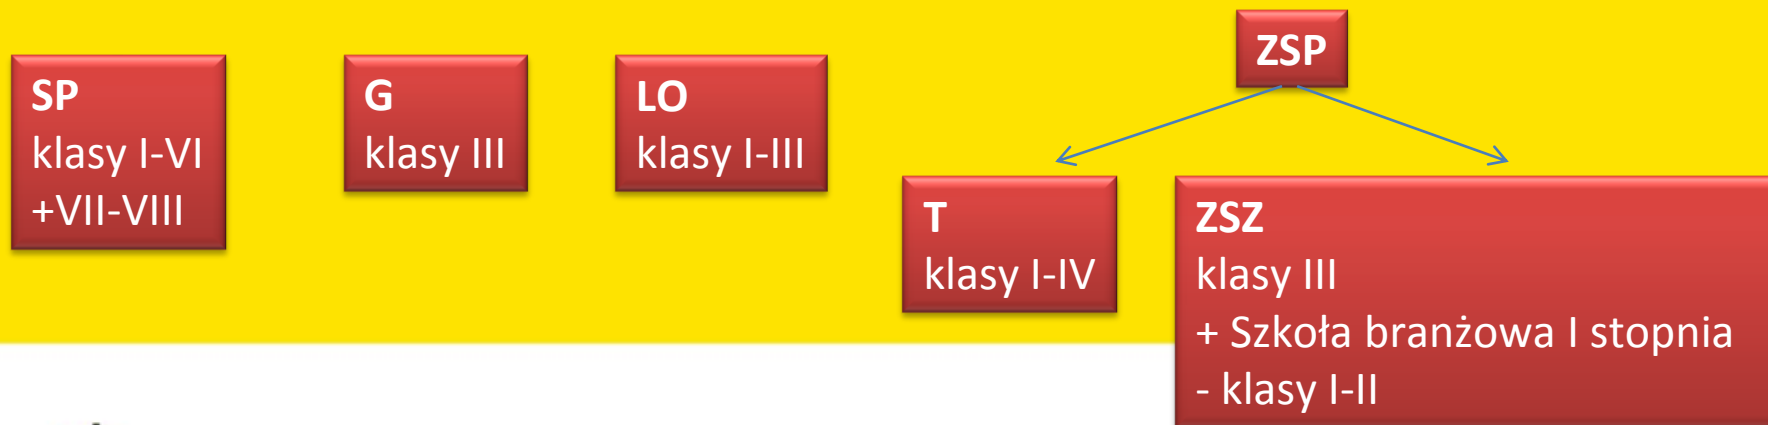 SP
klasy I-VI
+VII-VIII
G
klasy III
LO
klasy I-III
ZSP
T
klasy I-IV
ZSZ
klasy III
+ Szkoła branżowa I stopnia
- klasy I-II